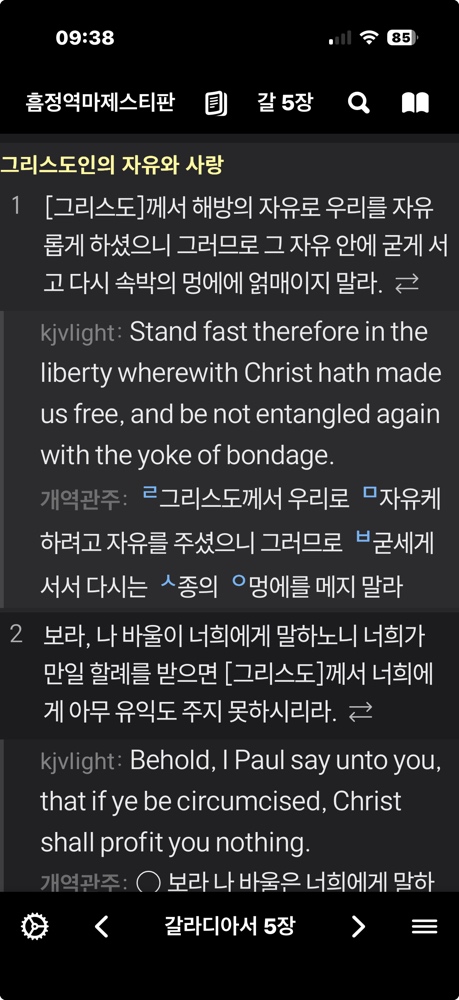 09:38
85
흠정역마제스티판
갈 5장
그리스도인의 자유와 사랑
1 [그리스도]께서 해방의 자유로 우리를 자유
롭게 하셨으니 그러므로 그 자유 안에 굳게 서
고 다시 속박의 멍에에 얽매이지 말라.
kjvlight: Stand fast therefore in the
liberty wherewith Christ hath made
us free, and be not entangled again
with the yoke of bondage.
개역관주: ㄹ그리스도께서 우리로 ㅁ자유케
하려고 자유를 주셨으니 그러므로 ㅂ굳세게
서서 다시는 ㅅ종의 ㅇ멍에를 메지 말라
2 보라, 나 바울이 너희에게 말하노니 너희가
만일 할례를 받으면 [그리스도]께서 너희에
게 아무 유익도 주지 못하시리라.
kjvlight: Behold, I Paul say unto you,
that if ye be circumcised, Christ
shall profit you nothing.
개역관주: ◯ 보라 나 바울은 너희에게 말하
갈라디아서 5장